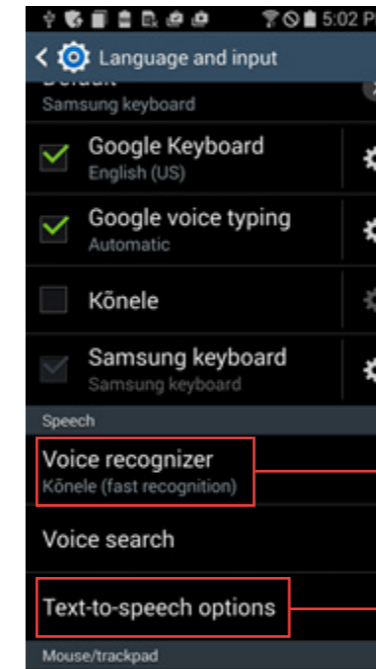 5:02 P
Language and input
Default
Samsung keyboard
Google Keyboard
English (US)
Google voice typing
Automatic
Kõnele
Samsung keyboard
Samsung keyboard
Speech
Voice recognizer
Kõnele (fast recognition)
Voice search
Text-to-speech options
Mouse/trackpad